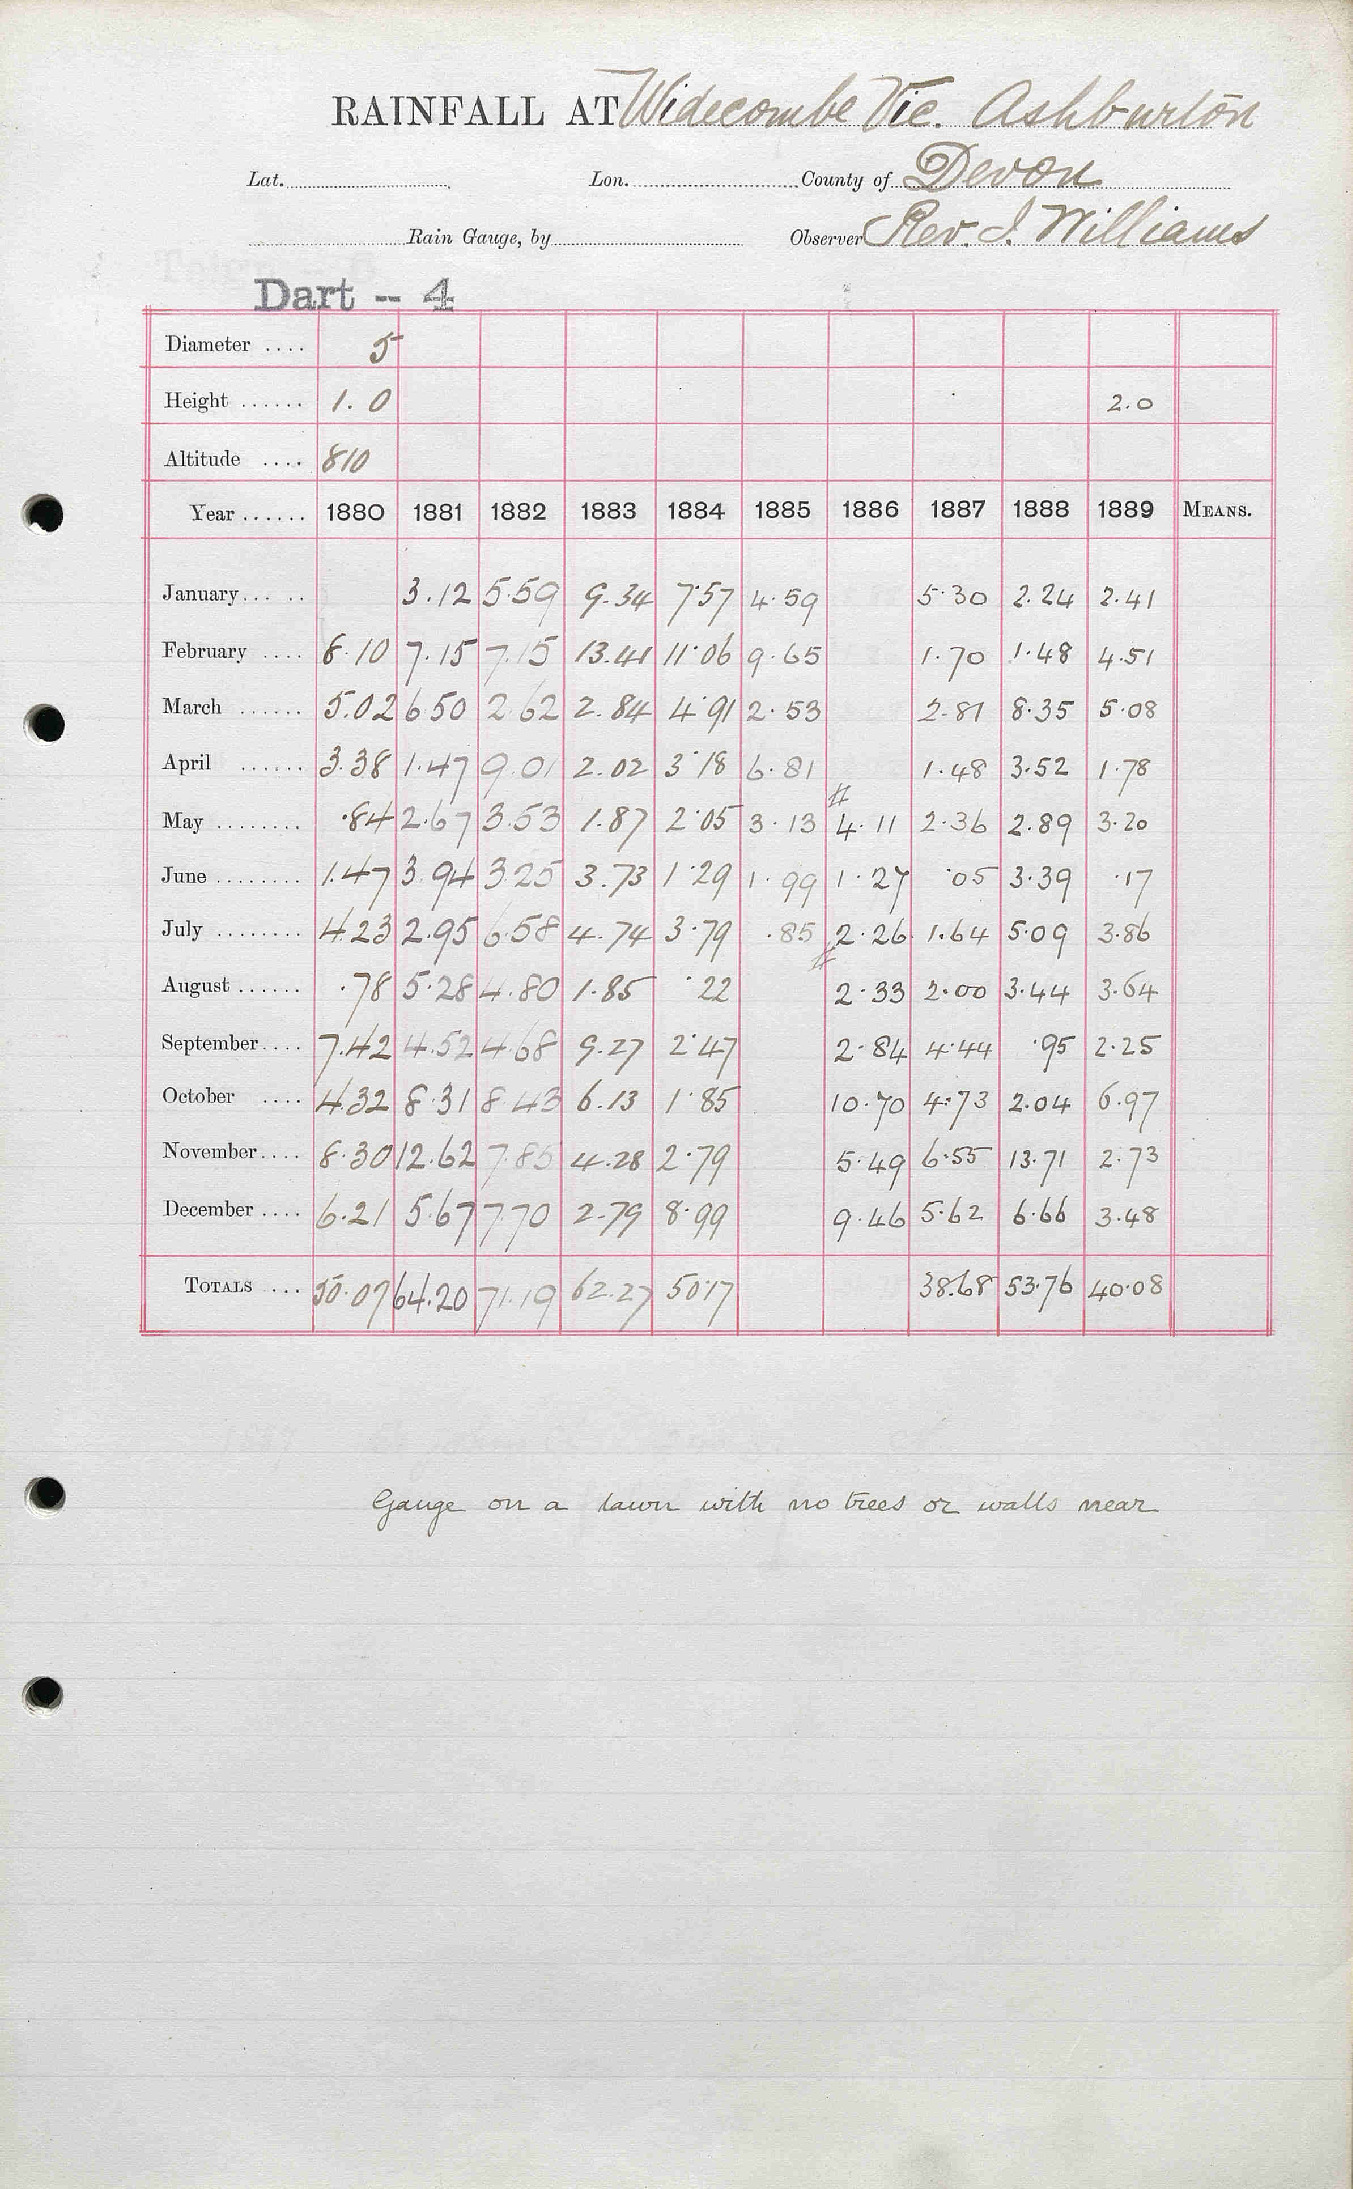 RAINFALL AT Widecombe Vic. Ashburton
Lat. Lon. County of Devon
Rain Gauge, by Observer Rev. J. Williams
Dart -- 4
Diameter .... 5
Height ...... 1.0 2.0
Altitude .... 810
Year ...... 1880 1881 1882 1883 1884 1885 1886 1887 1888 1889 MEANS.
January ... .. 3.12 5.59 9.34 7.57 4.59 5.30 2.24 2.41
February .... 8.10 7.15 7.15 13.41 11.06 9.65 1.70 1.48 4.51
March ...... 5.02 6.50 2.62 2.84 4.91 2.53 2.81 8.35 5.08
April ...... 3.38 1.47 9.01 2.02 3.18 6.81 1.48 3.52 1.78
May ........ .84 2.67 3.53 1.87 2.05 3.13 # 4.11 2.36 2.89 3.20
June ........ 1.47 3.94 3.25 3.73 1.29 1.99 1.27 .05 3.39 .17
July ........ 4.23 2.95 6.58 4.74 3.79 .85 # 2.26 1.64 5.09 3.86
August ...... .78 5.28 4.80 1.85 .22 2.33 2.00 3.44 3.64
September .... 7.42 4.52 4.68 9.27 2.47 2.84 4.44 .95 2.25
October .... 4.32 8.31 8.43 6.13 1.85 10.70 4.73 2.04 6.97
November .... 8.30 12.62 7.85 4.28 2.79 5.49 6.55 13.71 2.73
December .... 6.21 5.67 7.70 2.79 8.99 9.46 5.62 6.66 3.48
TOTALS ... 50.07 64.20 71.19 62.27 50.17 38.68 53.76 40.08
Gauge on a lawn with no trees or walls near